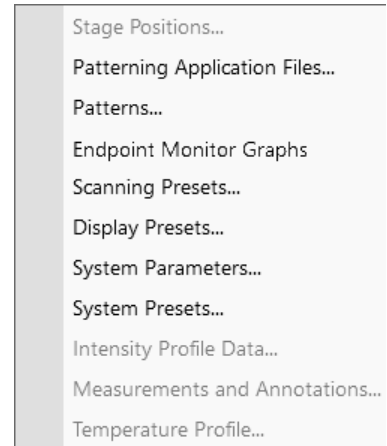 Stage Positions...
Patterning Application Files...
Patterns...
Endpoint Monitor Graphs
Scanning Presets...
Display Presets...
System Parameters...
System Presets...
Intensity Profile Data...
Measurements and Annotations...
Temperature Profile...